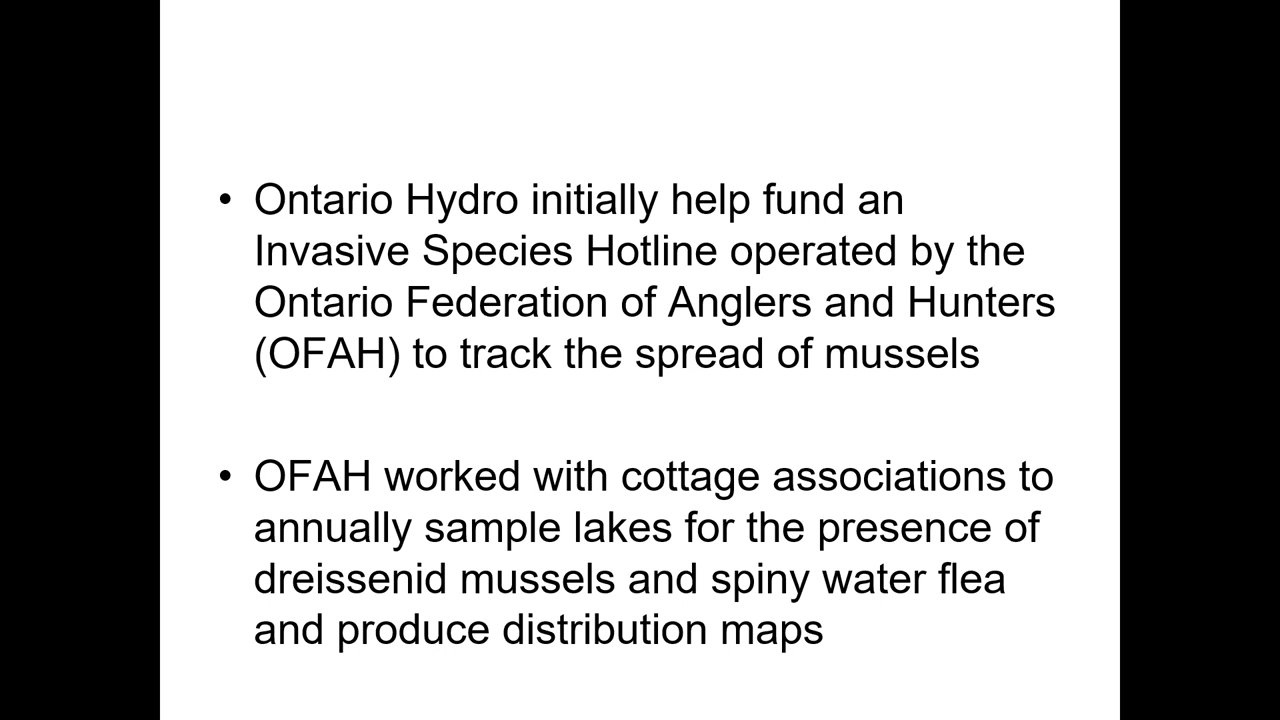 • Ontario Hydro initially help fund an
Invasive Species Hotline operated by the
Ontario Federation of Anglers and Hunters
(OFAH) to track the spread of mussels
• OFAH worked with cottage associations to
annually sample lakes for the presence of
dreissenid mussels and spiny water flea
and produce distribution maps